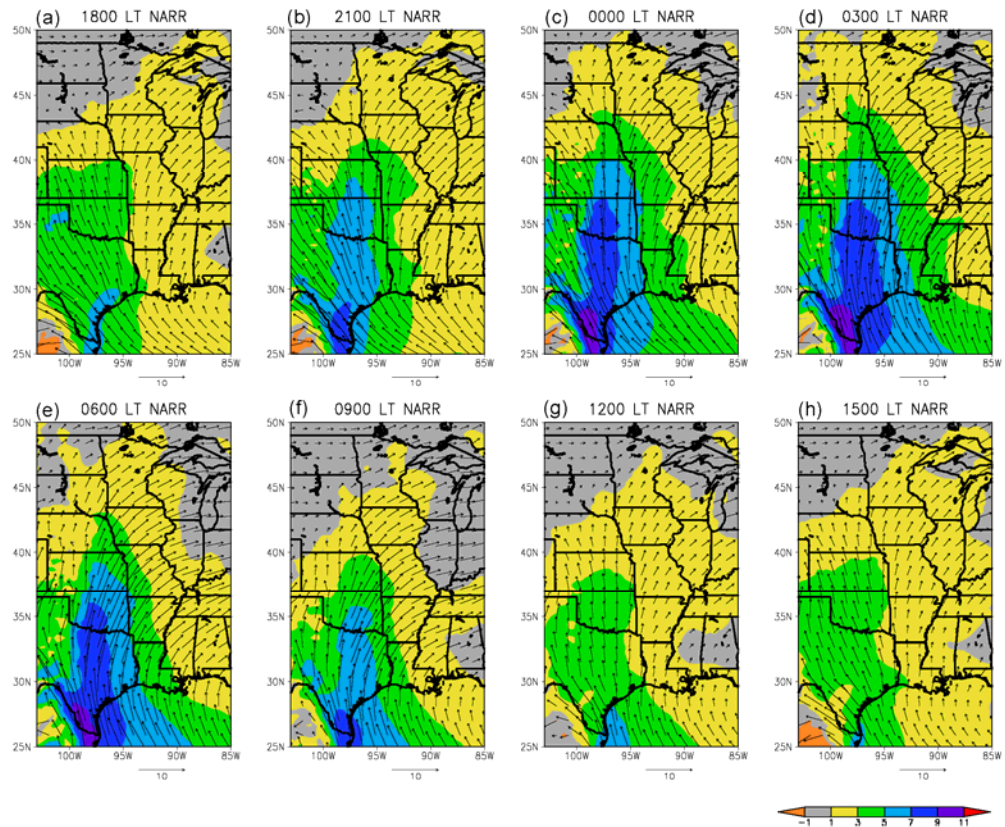 (a) 1800 LT NARR
(b) 2100 LT NARR
(c) 0000 LT NARR
(d) 0300 LT NARR
50N 50N 50N 50N
45N 45N 45N 45N
40N 40N 40N 40N
35N 35N 35N 35N
30N 30N 30N 30N
25N 25N 25N 25N
100W 95W 90W 85W 100W 95W 90W 85W 100W 95W 90W 85W 100W 95W 90W 85W
10 10 10 10
(e) 0600 LT NARR
(f) 0900 LT NARR
(g) 1200 LT NARR
(h) 1500 LT NARR
50N 50N 50N 50N
45N 45N 45N 45N
40N 40N 40N 40N
35N 35N 35N 35N
30N 30N 30N 30N
25N 25N 25N 25N
100W 95W 90W 85W 100W 95W 90W 85W 100W 95W 90W 85W 100W 95W 90W 85W
10 10 10 10
-1 1 3 5 7 9 11